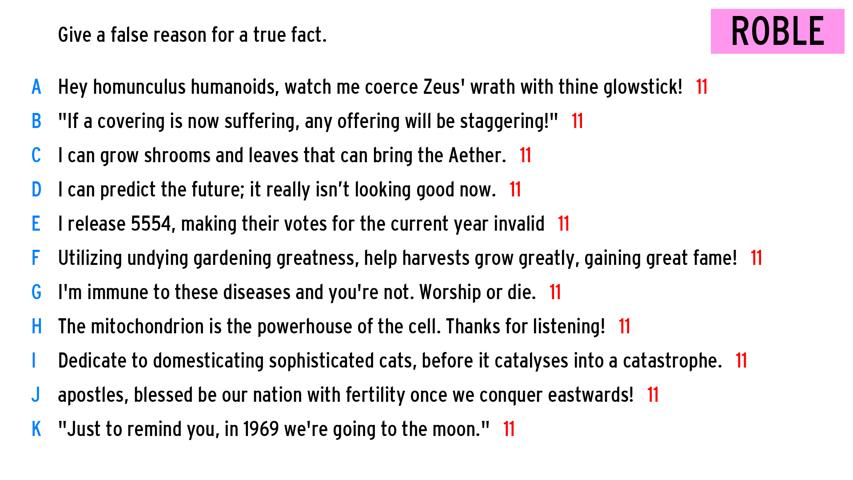 Give a false reason for a true fact.
ROBLE
A Hey homunculus humanoids, watch me coerce Zeus' wrath with thine glowstick! 11
B "If a covering is now suffering, any offering will be staggering!" 11
C I can grow shrooms and leaves that can bring the Aether. 11
D I can predict the future; it really isn’t looking good now. 11
E I release 5554, making their votes for the current year invalid 11
F Utilizing undying gardening greatness, help harvests grow greatly, gaining great fame! 11
G I'm immune to these diseases and you're not. Worship or die. 11
H The mitochondrion is the powerhouse of the cell. Thanks for listening! 11
I Dedicate to domesticating sophisticated cats, before it catalyses into a catastrophe. 11
J apostles, blessed be our nation with fertility once we conquer eastwards! 11
K "Just to remind you, in 1969 we're going to the moon." 11